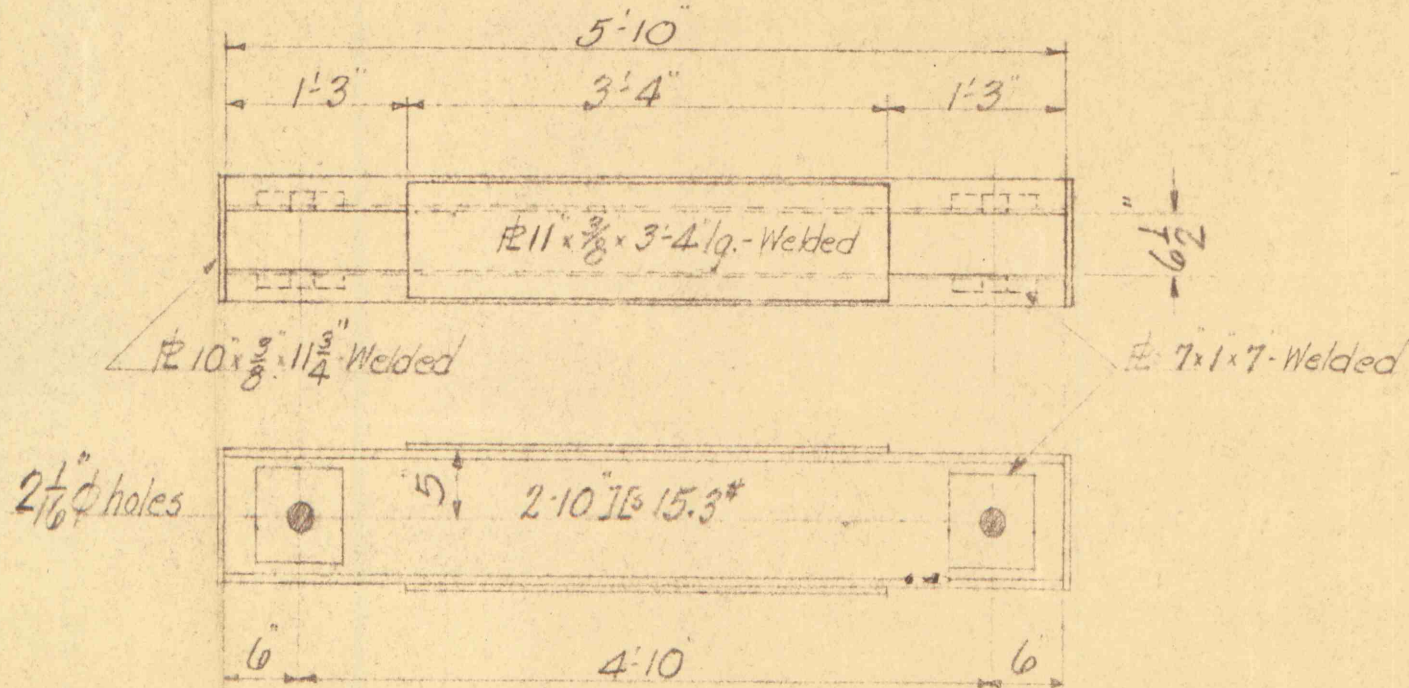 5'-10"
1'-3" 3'-4" 1'-3"
6 1/2"
PL 11" x 3/8" x 3'-4" lg. - Welded
PL 10" x 3/8" x 11 3/4" Welded
PL 7 x 1 x 7 - Welded
2 1/16" ϕ holes
5"
2-10" ][s 15.3#
6" 4'-10" 6"